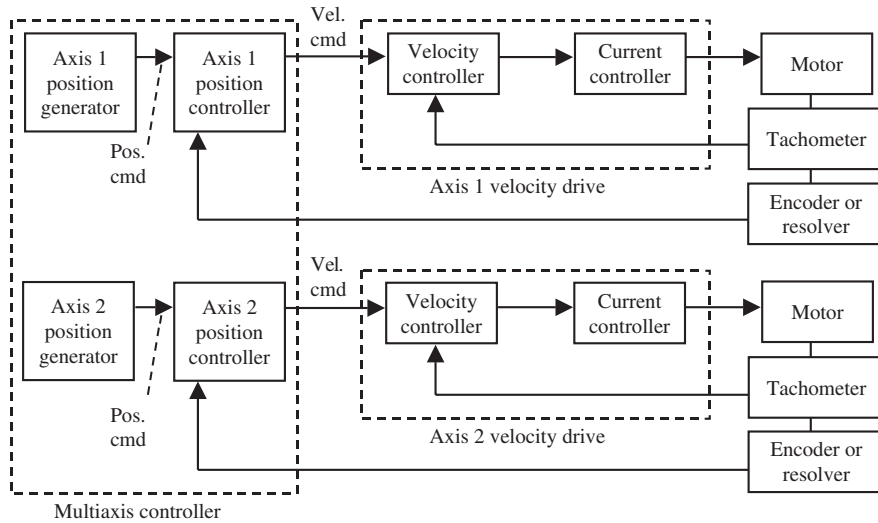 Axis 1
position
generator
Axis 1
position
controller
Vel.
cmd
Velocity
controller
Current
controller
Motor
Pos.
cmd
Tachometer
Axis 1 velocity drive
Encoder or
resolver
Axis 2
position
generator
Axis 2
position
controller
Vel.
cmd
Velocity
controller
Current
controller
Motor
Pos.
cmd
Tachometer
Axis 2 velocity drive
Encoder or
resolver
Multiaxis controller